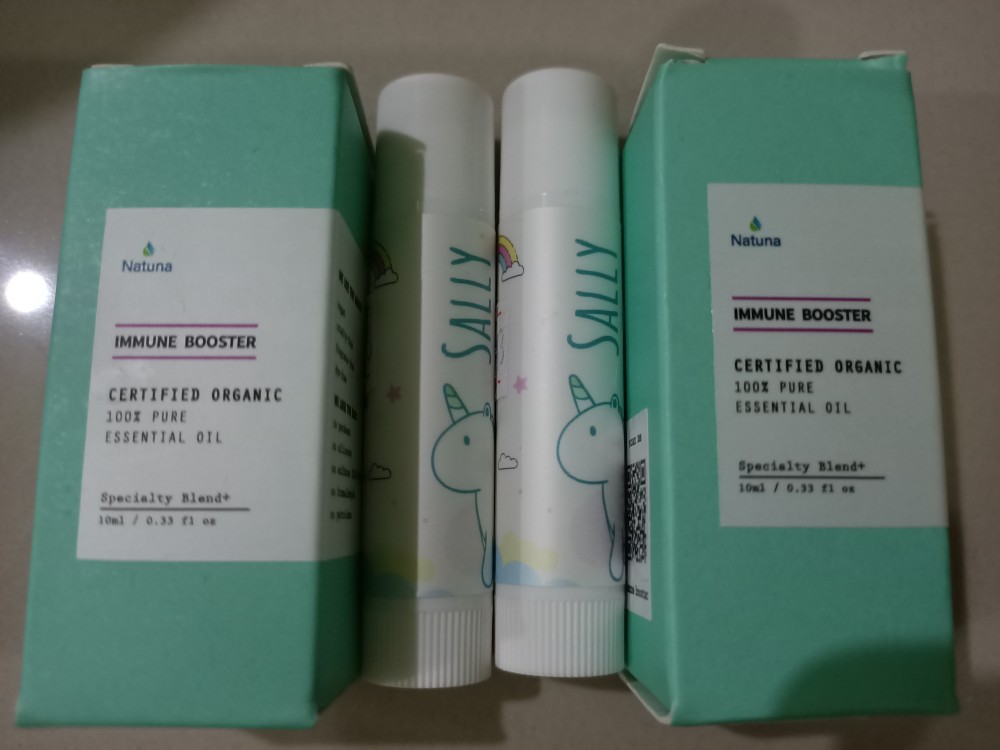 Natuna
IMMUNE BOOSTER
CERTIFIED ORGANIC
100% PURE
ESSENTIAL OIL
Specialty Blend+
10ml / 0.33 fl oz
SALLY
SALLY
Natuna
IMMUNE BOOSTER
CERTIFIED ORGANIC
100% PURE
ESSENTIAL OIL
Specialty Blend+
10ml / 0.33 fl oz